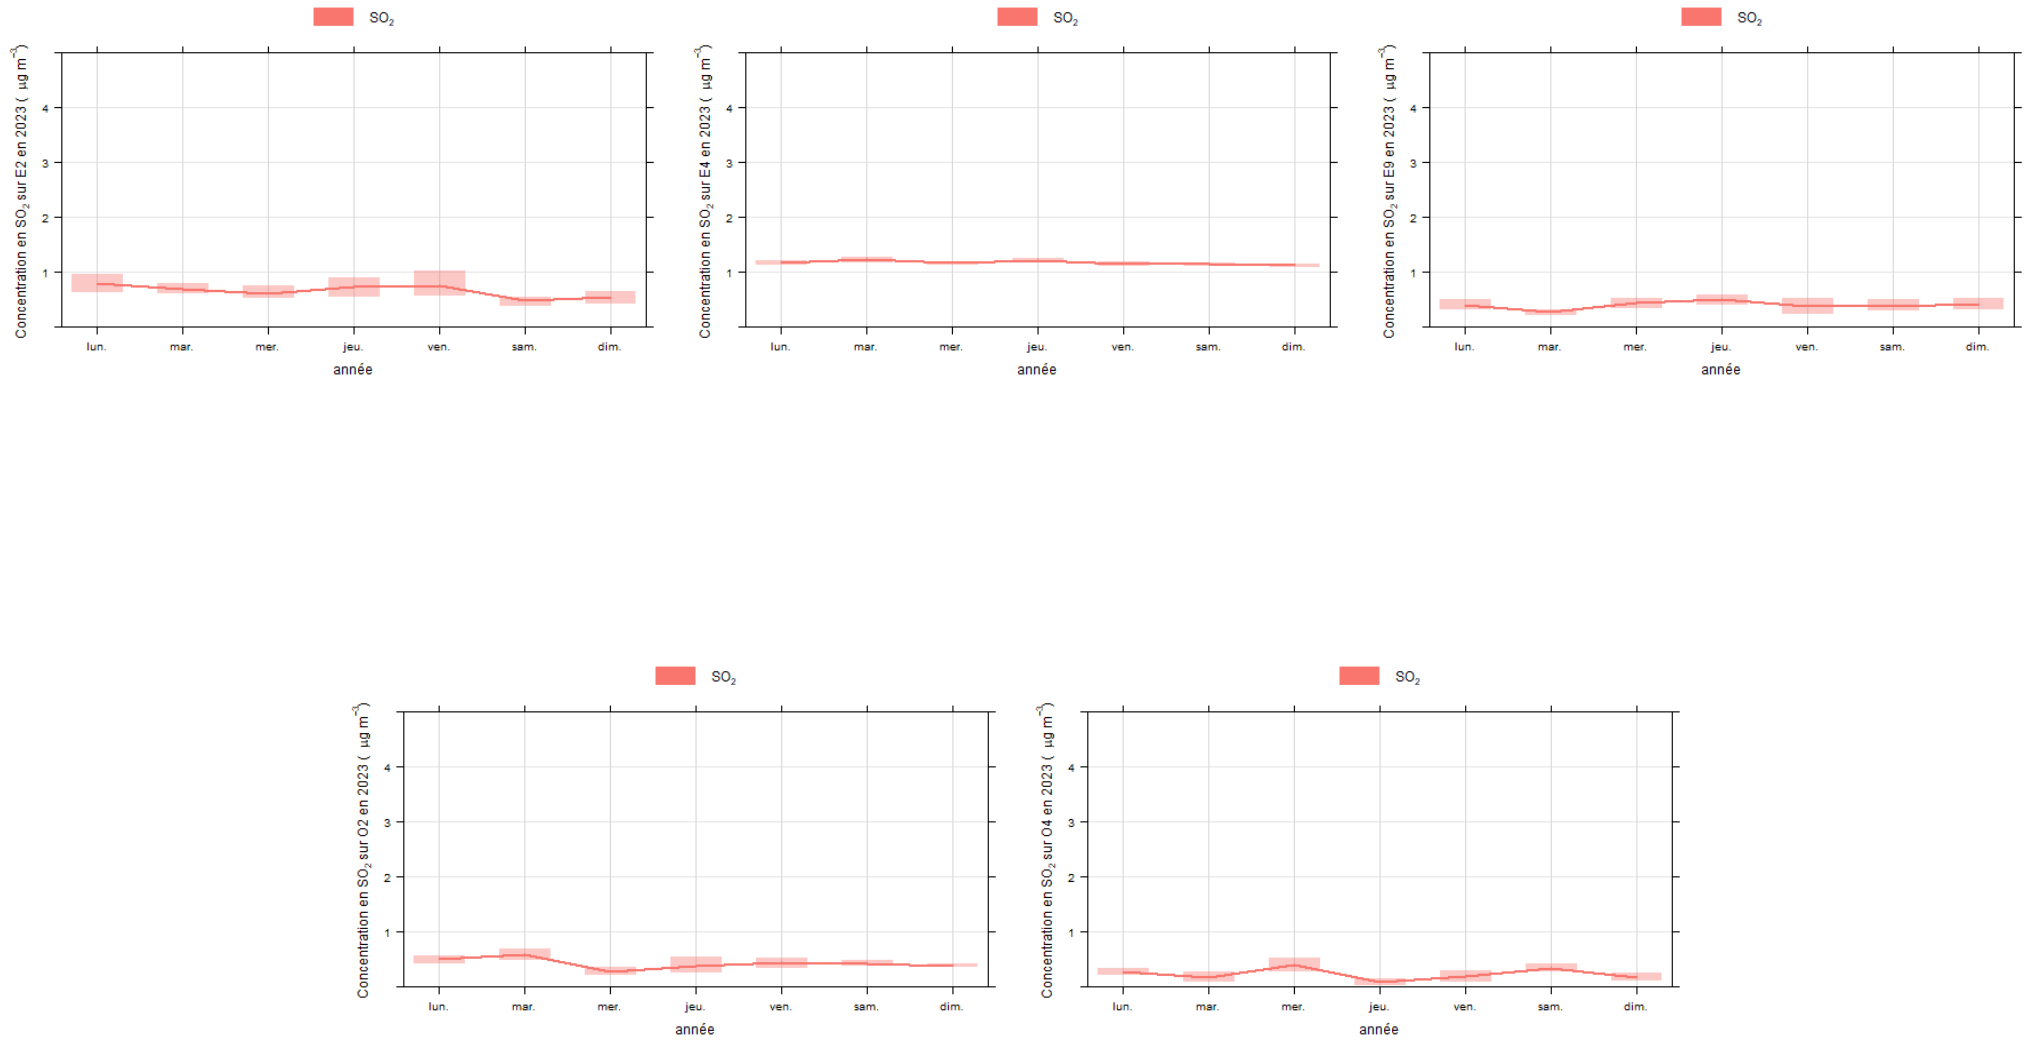 SO₂
Concentration en SO₂ sur E2 en 2023 ( μg m⁻³)
4
3
2
1
lun. mar. mer. jeu. ven. sam. dim.
année
SO₂
Concentration en SO₂ sur E4 en 2023 ( μg m⁻³)
4
3
2
1
lun. mar. mer. jeu. ven. sam. dim.
année
SO₂
Concentration en SO₂ sur E9 en 2023 ( μg m⁻³)
4
3
2
1
lun. mar. mer. jeu. ven. sam. dim.
année
SO₂
Concentration en SO₂ sur O2 en 2023 ( μg m⁻³)
4
3
2
1
lun. mar. mer. jeu. ven. sam. dim.
année
SO₂
Concentration en SO₂ sur O4 en 2023 ( μg m⁻³)
4
3
2
1
lun. mar. mer. jeu. ven. sam. dim.
année